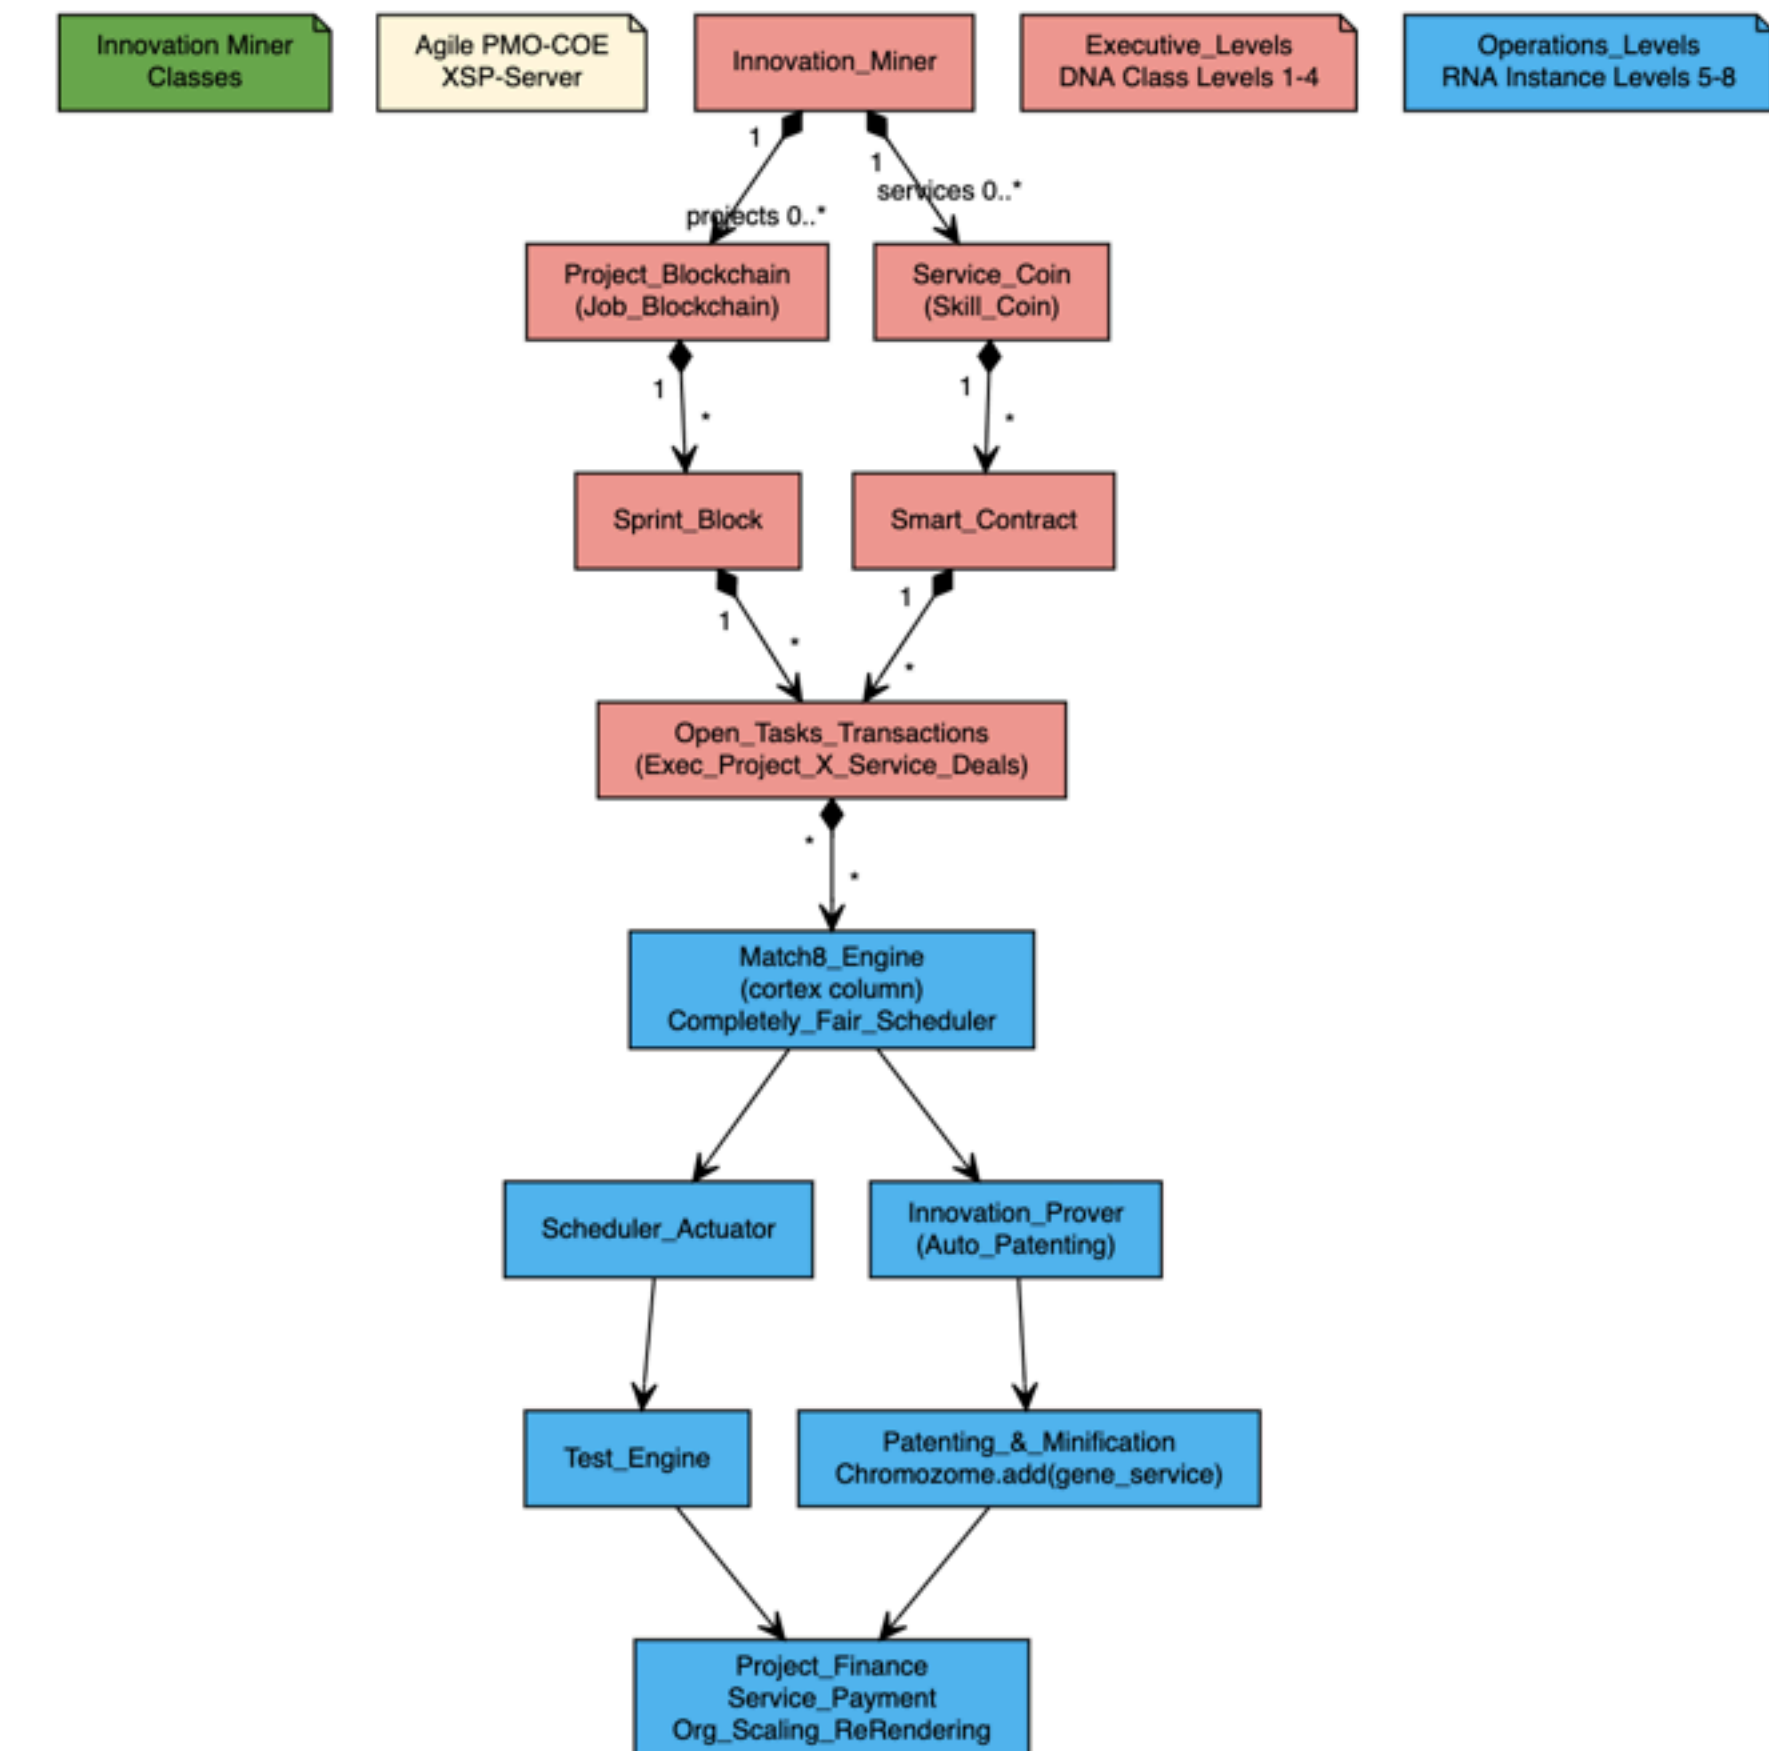 Innovation Miner
Classes
Agile PMO-COE
XSP-Server
Innovation_Miner
Executive_Levels
DNA Class Levels 1-4
Operations_Levels
RNA Instance Levels 5-8
1
1
services 0..*
projects 0..*
Project_Blockchain
(Job_Blockchain)
Service_Coin
(Skill_Coin)
1
*
1
*
Sprint_Block
Smart_Contract
1
*
1
*
Open_Tasks_Transactions
(Exec_Project_X_Service_Deals)
*
*
Match8_Engine
(cortex column)
Completely_Fair_Scheduler
Scheduler_Actuator
Innovation_Prover
(Auto_Patenting)
Test_Engine
Patenting_&_Minification
Chromozome.add(gene_service)
Project_Finance
Service_Payment
Org_Scaling_ReRendering